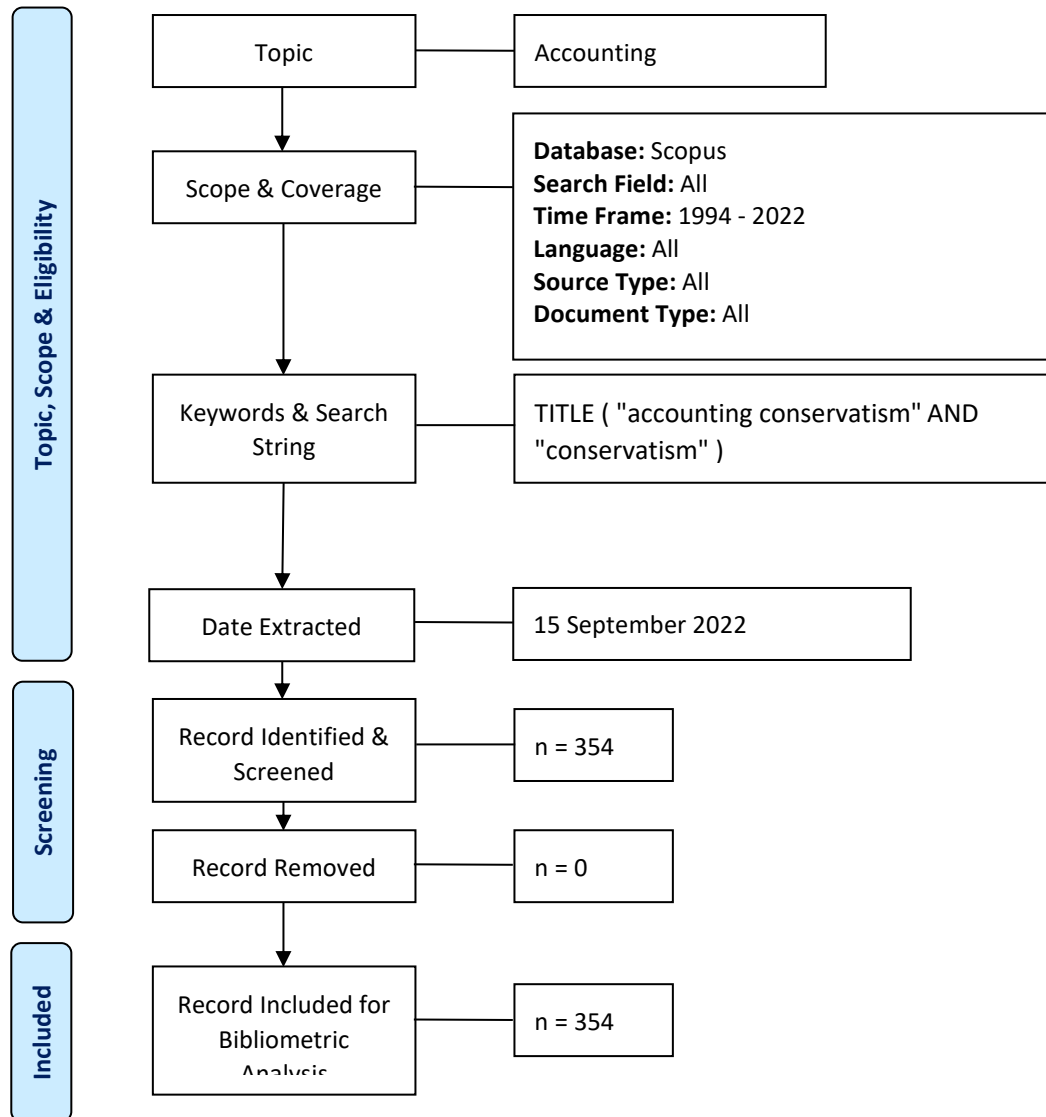 Topic, Scope & Eligibility
Topic
Accounting
Scope & Coverage
Database: Scopus
Search Field: All
Time Frame: 1994 - 2022
Language: All
Source Type: All
Document Type: All
Keywords & Search
String
TITLE ( "accounting conservatism" AND
"conservatism" )
Date Extracted
15 September 2022
Screening
Record Identified &
Screened
n = 354
Record Removed
n = 0
Included
Record Included for
Bibliometric
Analysis
n = 354